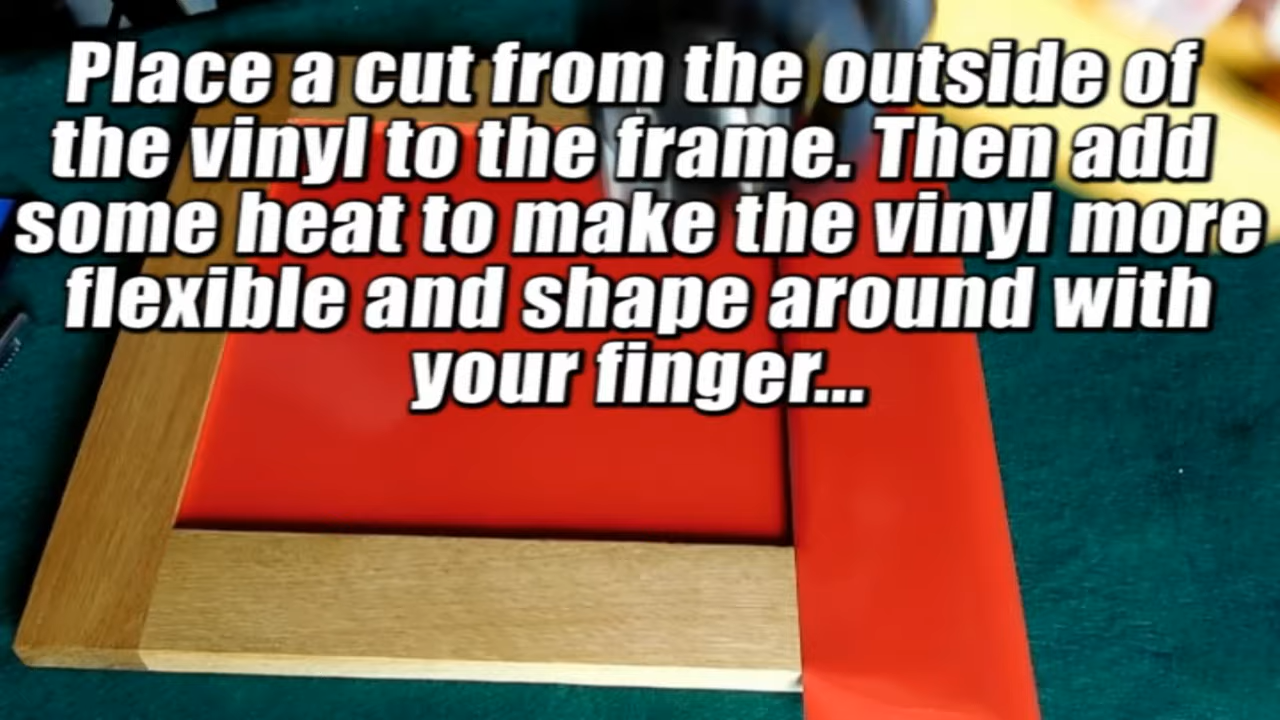 Place a cut from the outside of
the vinyl to the frame. Then add
some heat to make the vinyl more
flexible and shape around with
your finger...